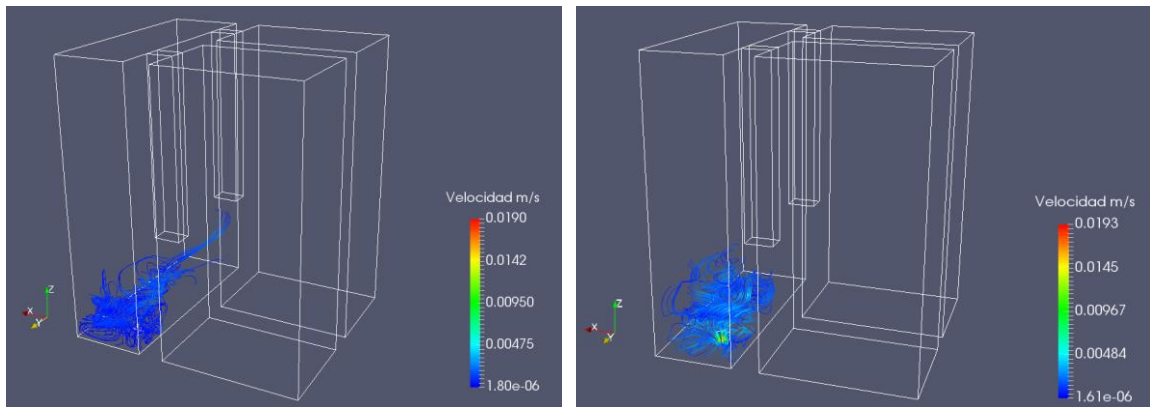 Velocidad m/s
0.0190
0.0142
0.00950
0.00475
1.80e-06
Z
X
Y
Velocidad m/s
0.0193
0.0145
0.00967
0.00484
1.61e-06
Z
X
Y